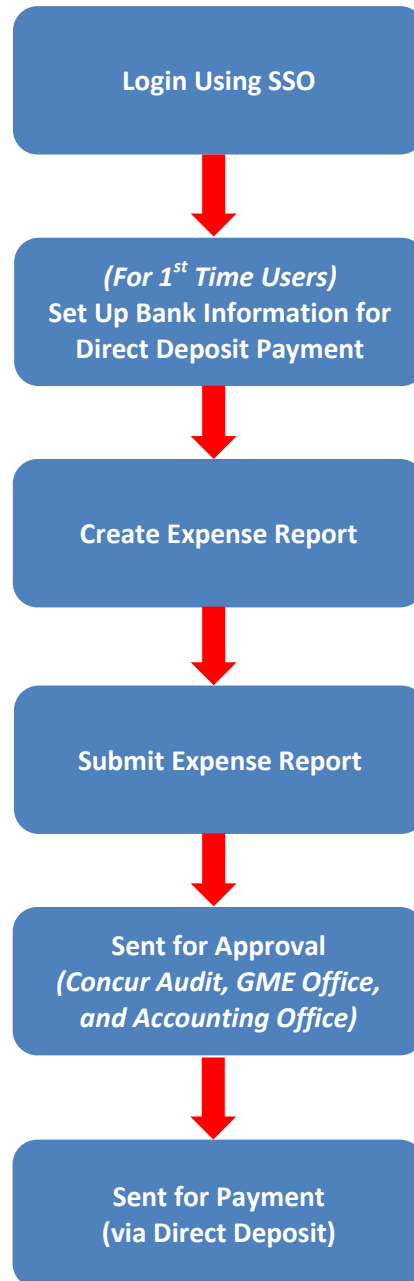 Login Using SSO
(For 1st Time Users)
Set Up Bank Information for
Direct Deposit Payment
Create Expense Report
Submit Expense Report
Sent for Approval
(Concur Audit, GME Office,
and Accounting Office)
Sent for Payment
(via Direct Deposit)